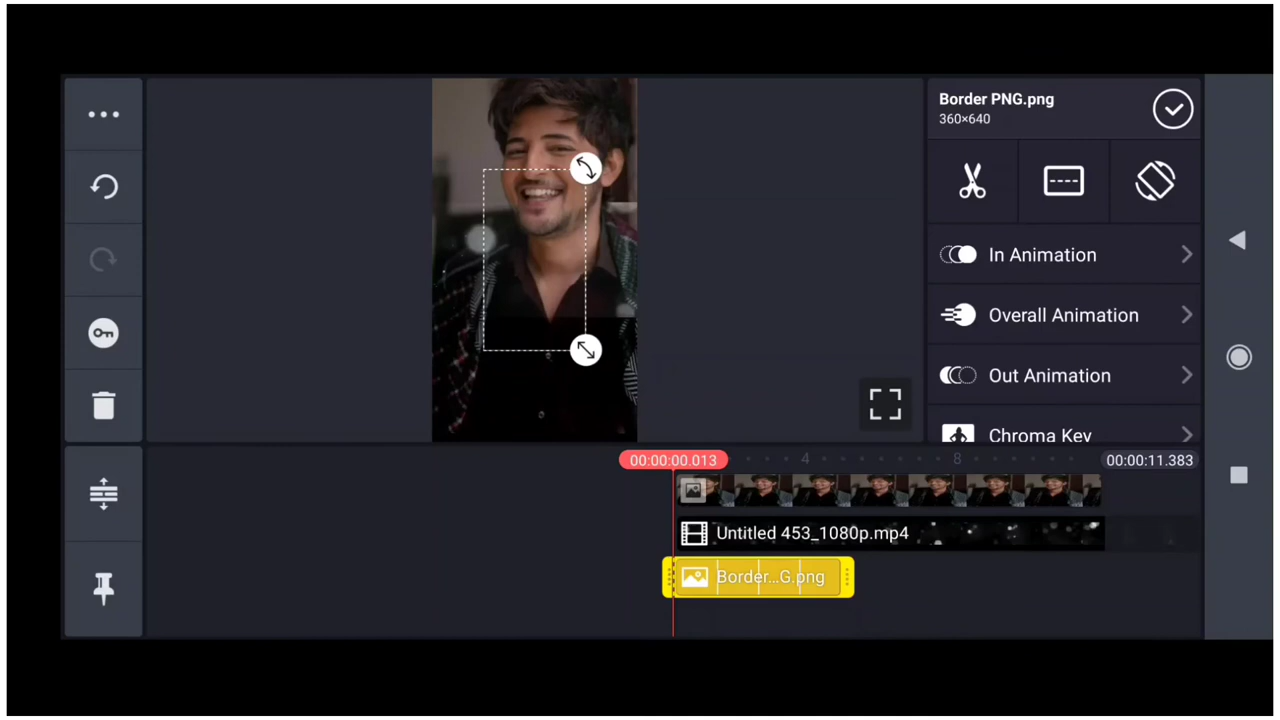 Border PNG.png
360×640
In Animation
Overall Animation
Out Animation
Chroma Key
00:00:00.013
4
8
00:00:11.383
Untitled 453_1080p.mp4
Border...G.png